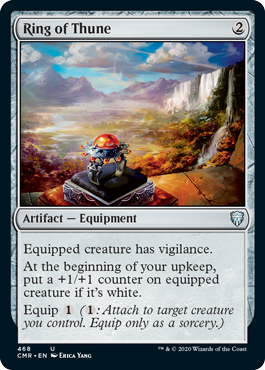 Ring of Thune 2
Artifact — Equipment
Equipped creature has vigilance.
At the beginning of your upkeep,
put a +1/+1 counter on equipped
creature if it's white.
Equip 1 (1: Attach to target creature
you control. Equip only as a sorcery.)
468 U
CMR • EN Erica Yang ™ & © 2020 Wizards of the Coast